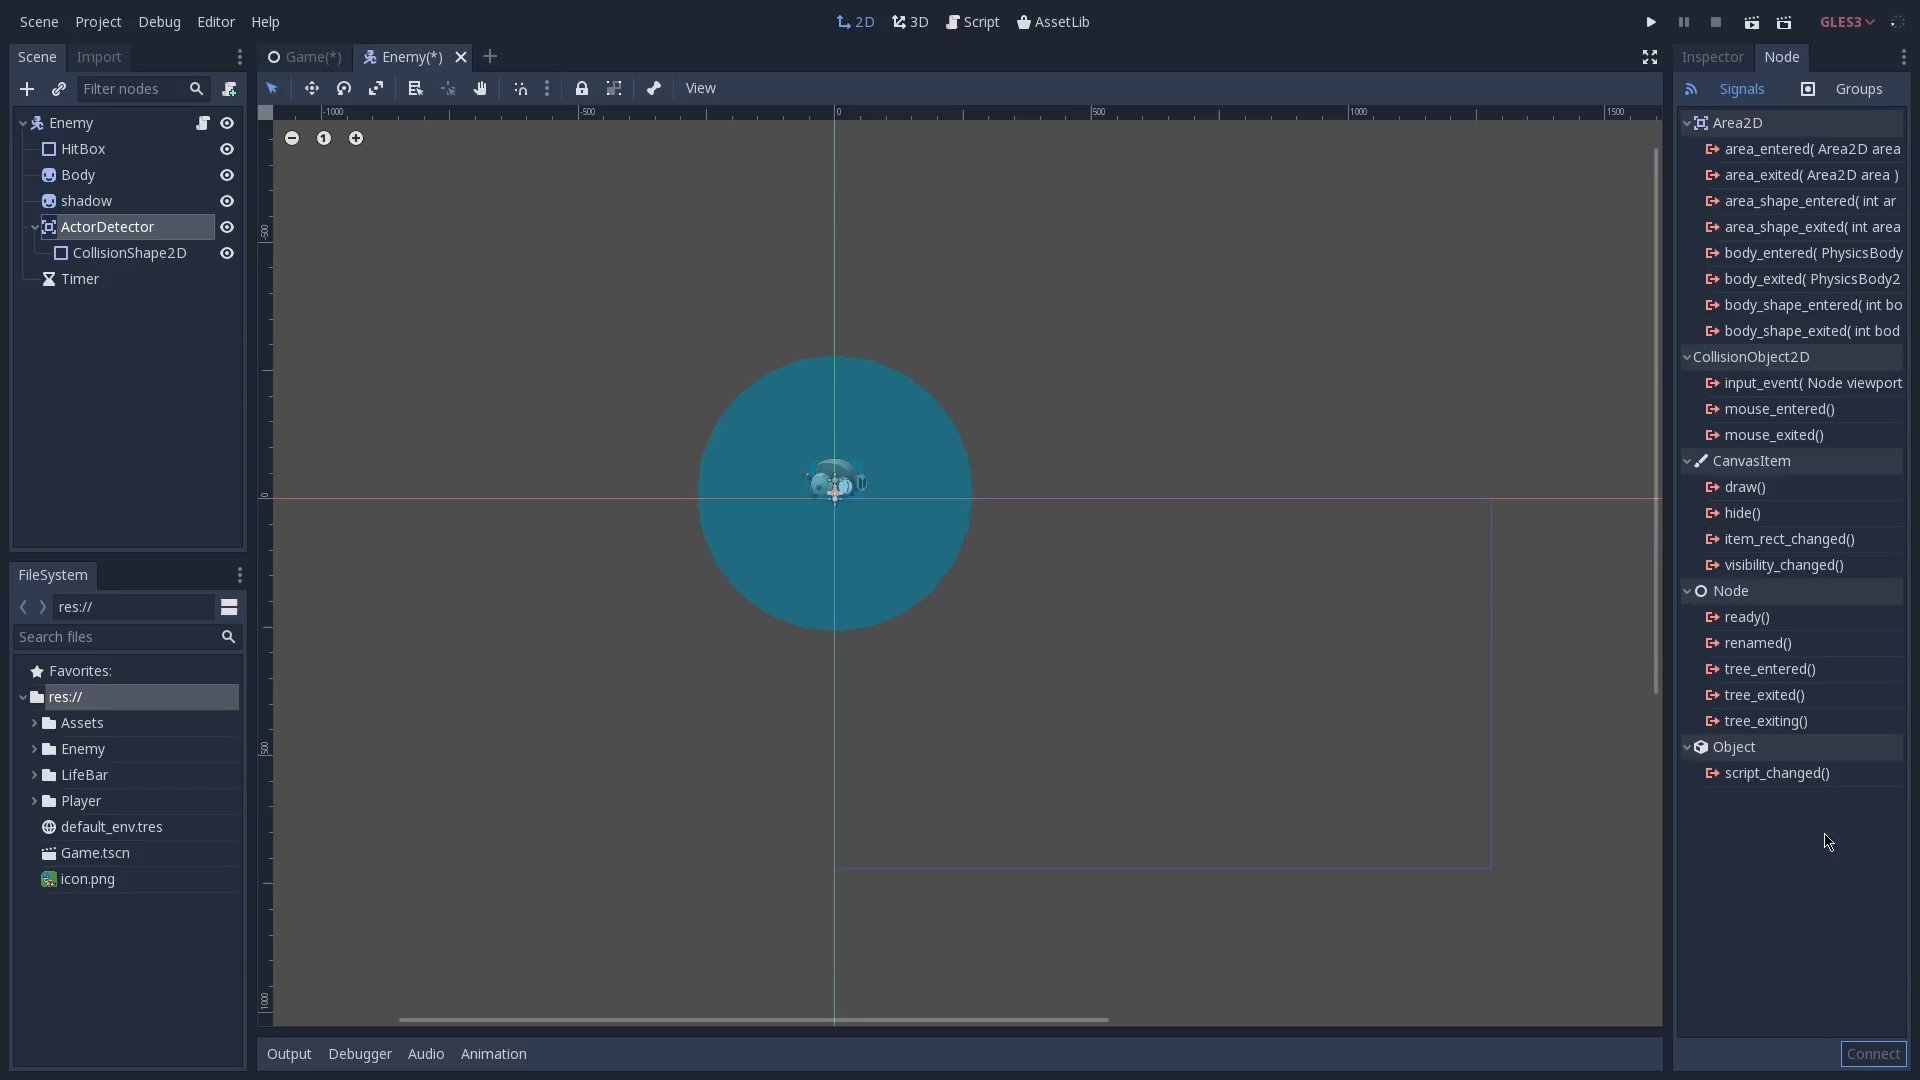 Scene Project Debug Editor Help
2D 3D Script AssetLib
GLES3
Scene Import
Filter nodes
Enemy
HitBox
Body
shadow
ActorDetector
CollisionShape2D
Timer
FileSystem
res://
Search files
Favorites:
res://
Assets
Enemy
LifeBar
Player
default_env.tres
Game.tscn
icon.png
Game(*) Enemy(*)
View
-1000 -500 0 500 1000 1500
-500
0
500
1000
1
Output Debugger Audio Animation
Inspector Node
Signals Groups
Area2D
area_entered( Area2D area
area_exited( Area2D area )
area_shape_entered( int ar
area_shape_exited( int area
body_entered( PhysicsBody
body_exited( PhysicsBody2
body_shape_entered( int bo
body_shape_exited( int bod
CollisionObject2D
input_event( Node viewport
mouse_entered()
mouse_exited()
CanvasItem
draw()
hide()
item_rect_changed()
visibility_changed()
Node
ready()
renamed()
tree_entered()
tree_exited()
tree_exiting()
Object
script_changed()
Connect